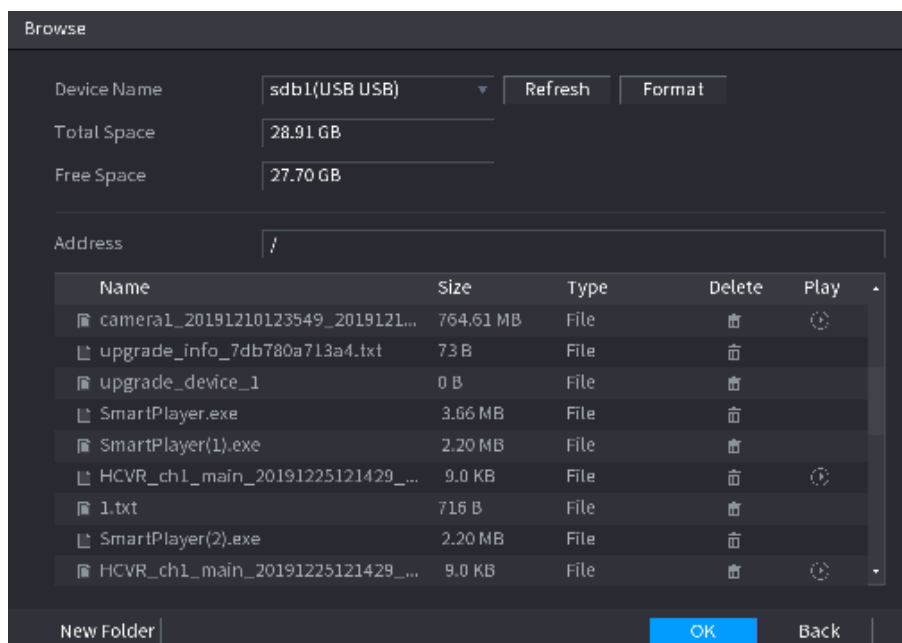 Browse
Device Name sdb1(USB USB) Refresh Format
Total Space 28.91 GB
Free Space 27.70 GB
Address /
Name Size Type Delete Play
camera1_20191210123549_2019121... 764.61 MB File
upgrade_info_7db780a713a4.txt 73 B File
upgrade_device_1 0 B File
SmartPlayer.exe 3.66 MB File
SmartPlayer(1).exe 2.20 MB File
HCVR_ch1_main_20191225121429_... 9.0 KB File
1.txt 716 B File
SmartPlayer(2).exe 2.20 MB File
HCVR_ch1_main_20191225121429_... 9.0 KB File
New Folder OK Back